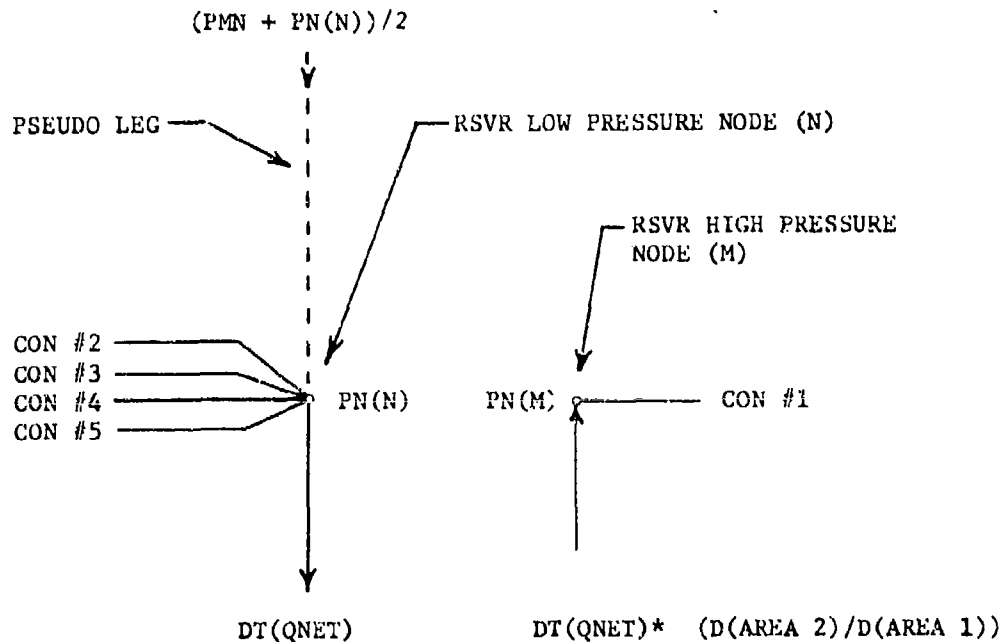 (PMN + PN(N))/2
PSEUDO LEG
RSVR LOW PRESSURE NODE (N)
RSVR HIGH PRESSURE
NODE (M)
CON #2
CON #3
CON #4
CON #5
PN(N)
PN(M)
CON #1
DT(QNET)
DT(QNET)* (D(AREA 2)/D(AREA 1))